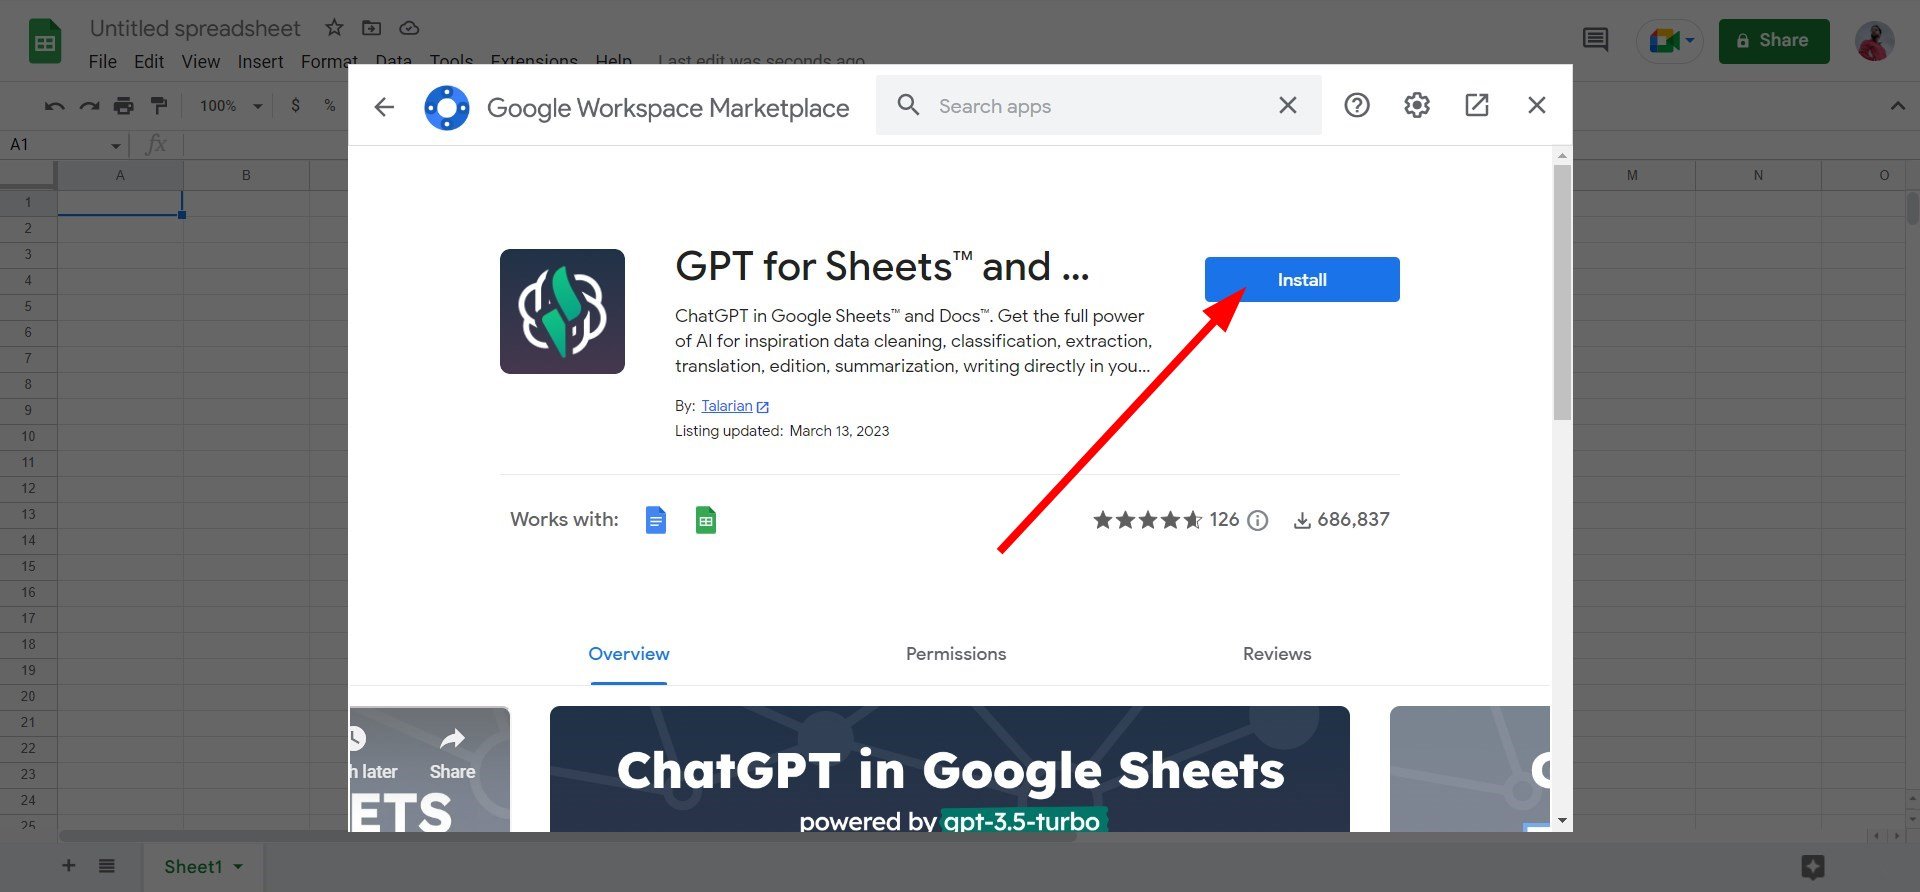 Untitled spreadsheet
File Edit View Insert Format Data Tools Extensions Help Last edit was seconds ago
Share
100% $ %
A1 fx
Google Workspace Marketplace
Search apps
A B M N O
1
2
3
4
5
6
7
8
9
10
11
12
13
14
15
16
17
18
19
20
21
22
23
24
25
GPT for Sheets™ and ...
Install
ChatGPT in Google Sheets™ and Docs™. Get the full power
of AI for inspiration data cleaning, classification, extraction,
translation, edition, summarization, writing directly in you...
By: Talarian
Listing updated: March 13, 2023
Works with:
126
686,837
Overview Permissions Reviews
h later Share
ETS
ChatGPT in Google Sheets
powered by gpt-3.5-turbo
Sheet1